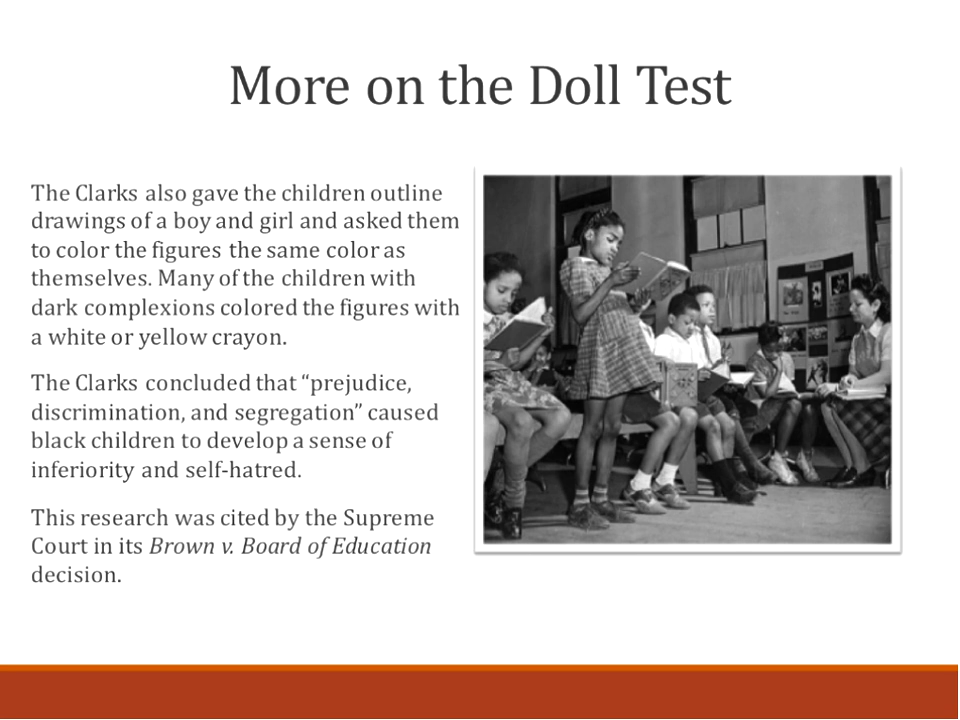 More on the Doll Test
The Clarks also gave the children outline
drawings of a boy and girl and asked them
to color the figures the same color as
themselves. Many of the children with
dark complexions colored the figures with
a white or yellow crayon.
The Clarks concluded that “prejudice,
discrimination, and segregation” caused
black children to develop a sense of
inferiority and self-hatred.
This research was cited by the Supreme
Court in its Brown v. Board of Education
decision.